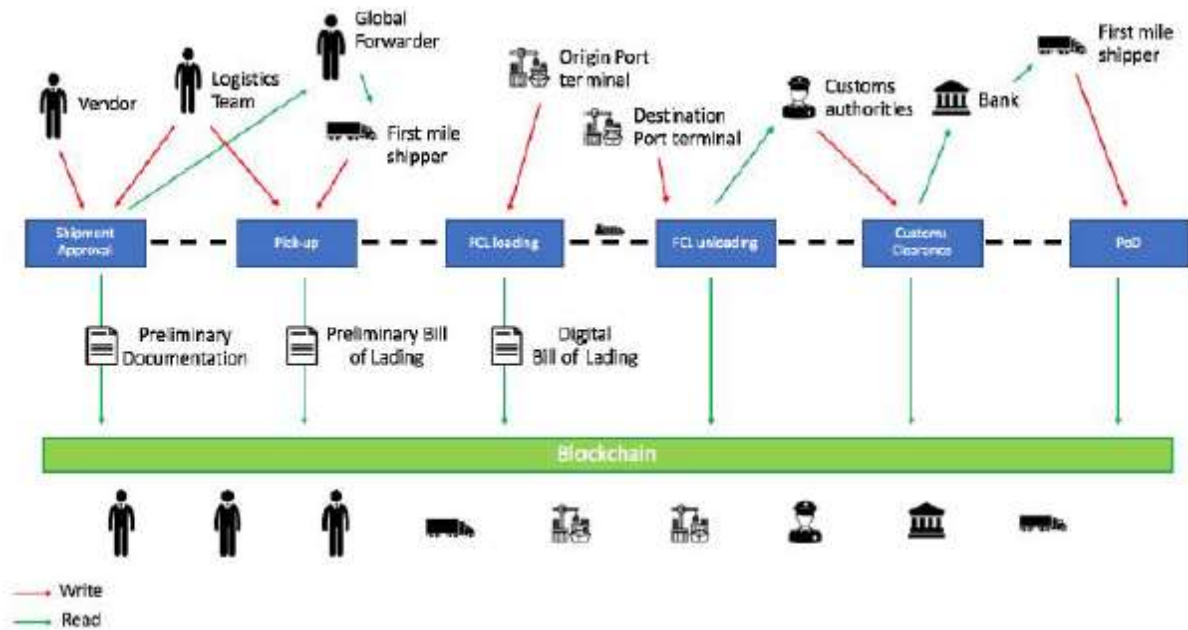 Global
Forwarder
First mile
shipper
Origin Port
terminal
Logistics
Team
Vendor
Customs
authorities
Bank
Destination
Port terminal
First mile
shipper
Shipment
Approval
Pick-up
FCL loading
FCL unloading
Customs
Clearance
PoD
Preliminary
Documentation
Preliminary Bill
of Lading
Digital
Bill of Lading
Blockchain
Write
Read